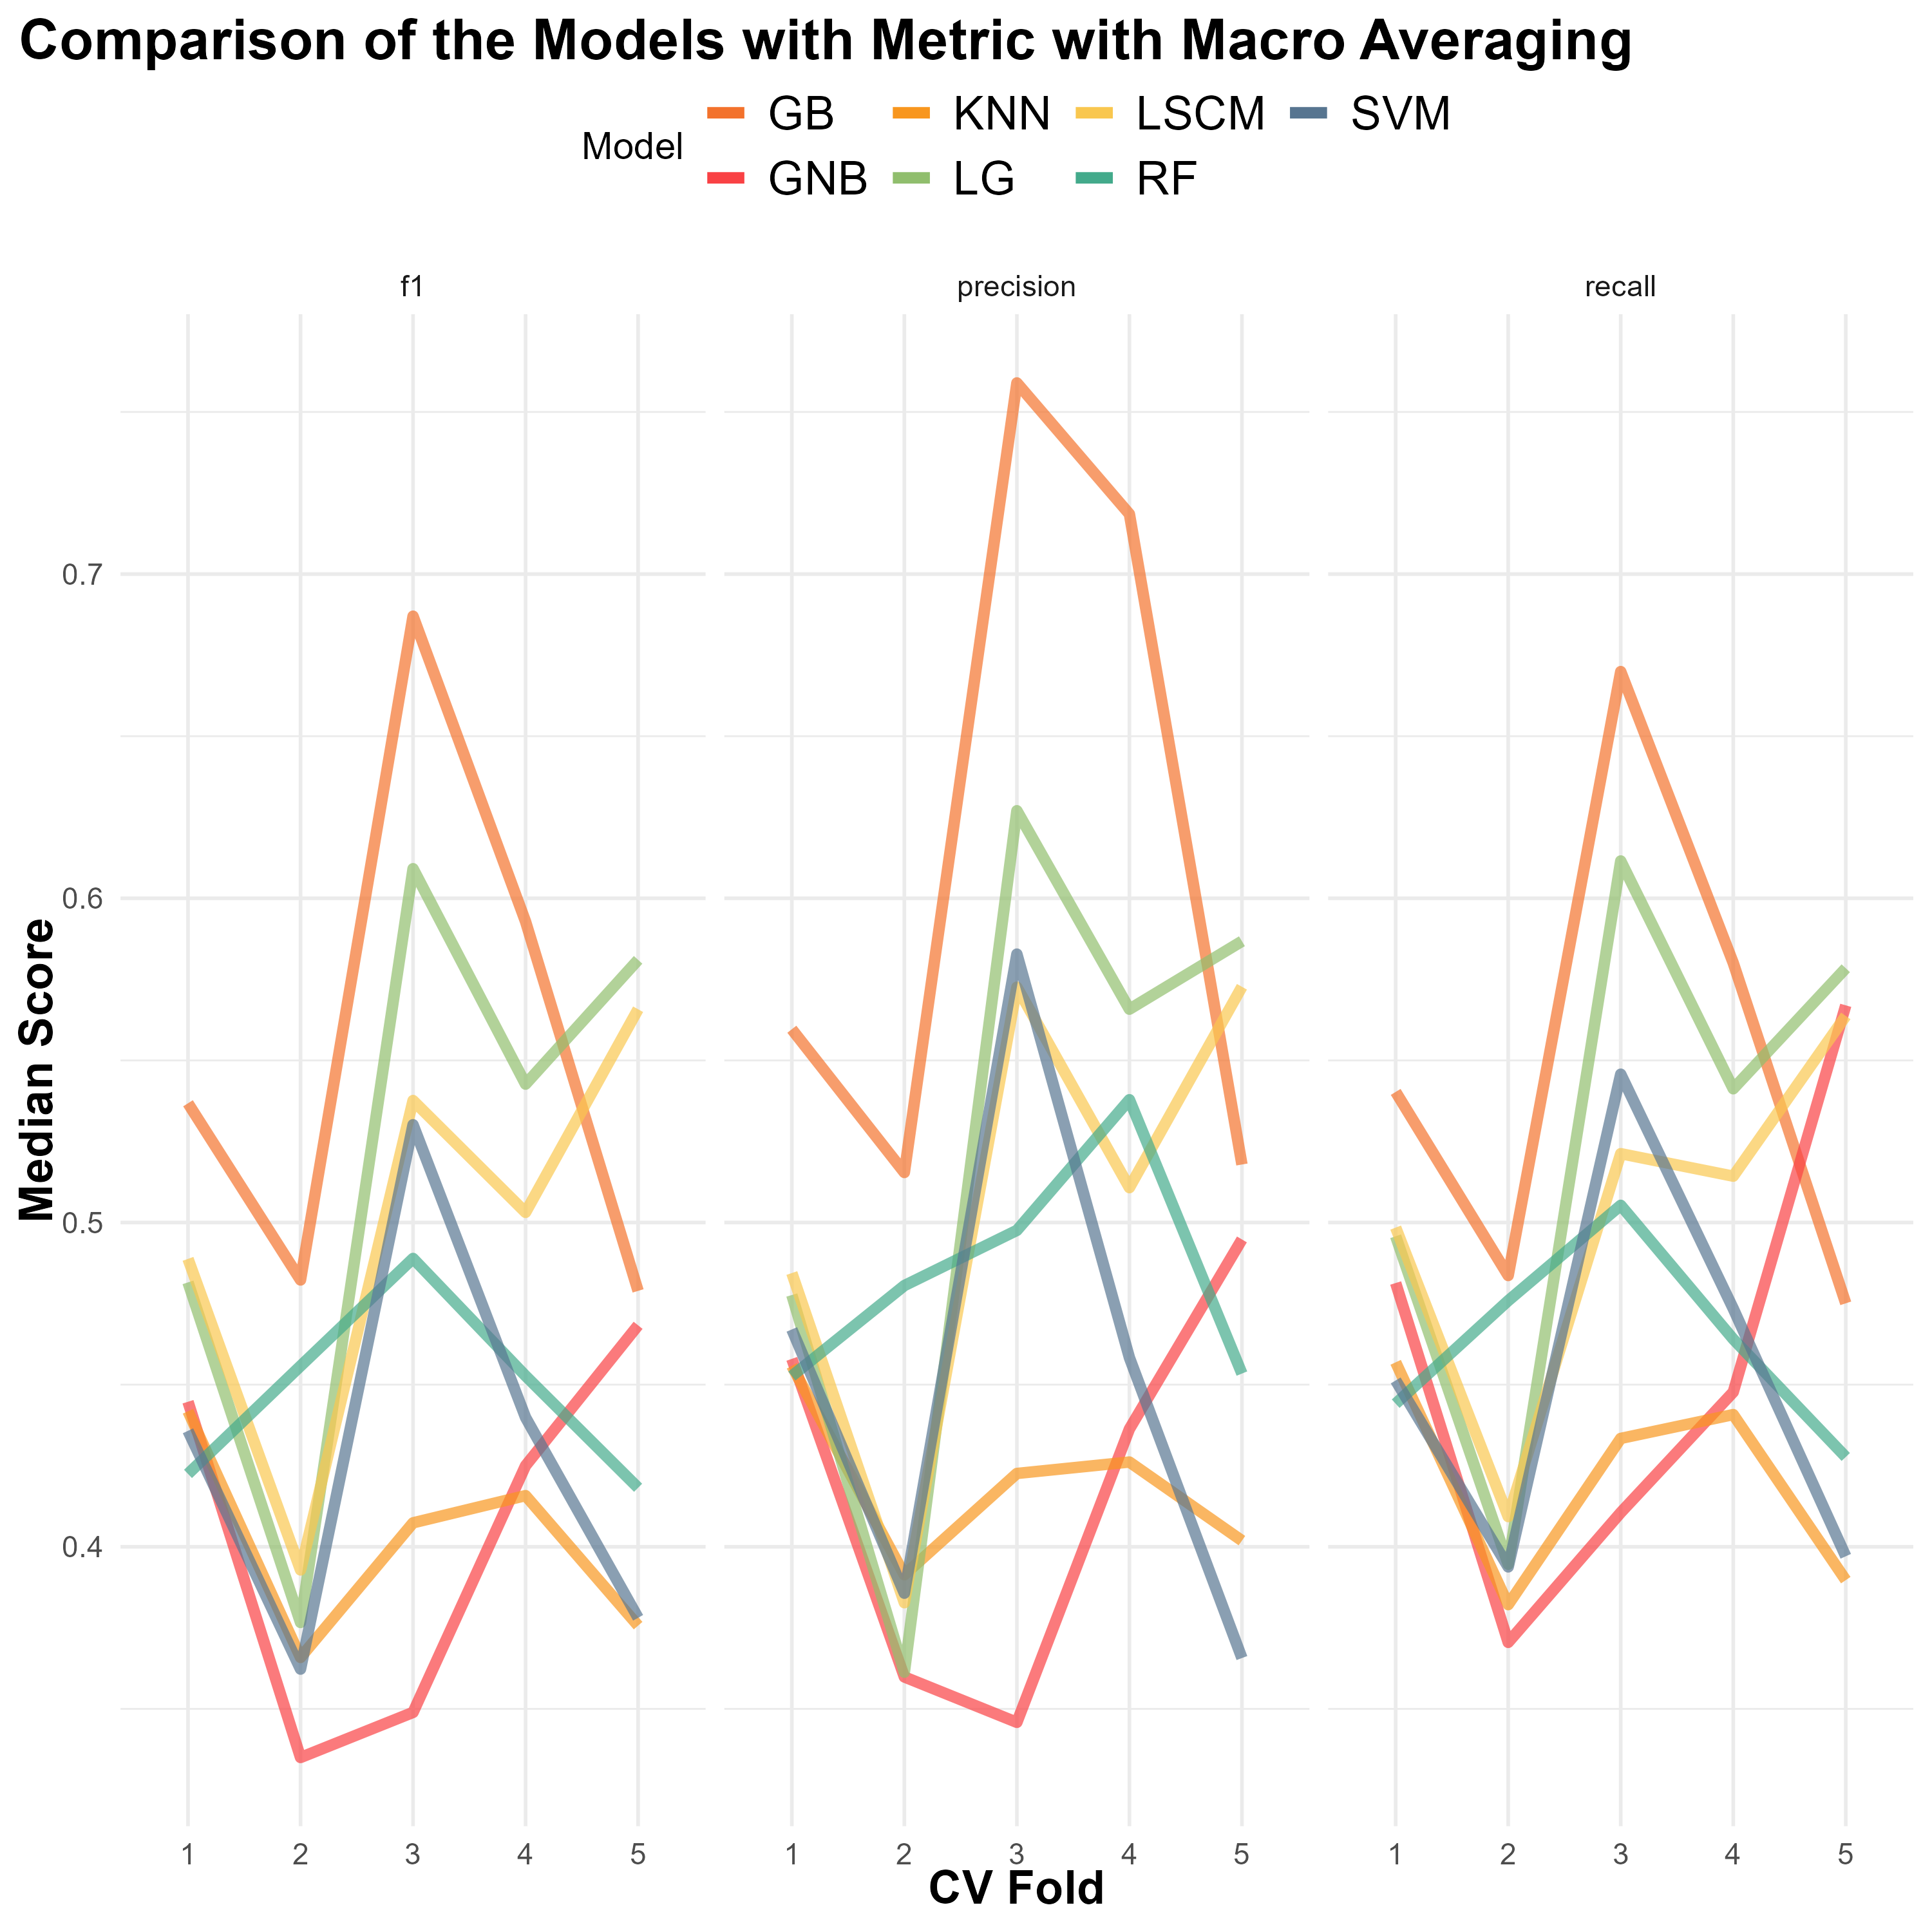 Comparison of the Models with Metric with Macro Averaging
Model
GB KNN LSCM SVM
GNB LG RF
f1 precision recall
Median Score
0.7
0.6
0.5
0.4
1 2 3 4 5 1 2 3 4 5 1 2 3 4 5
CV Fold